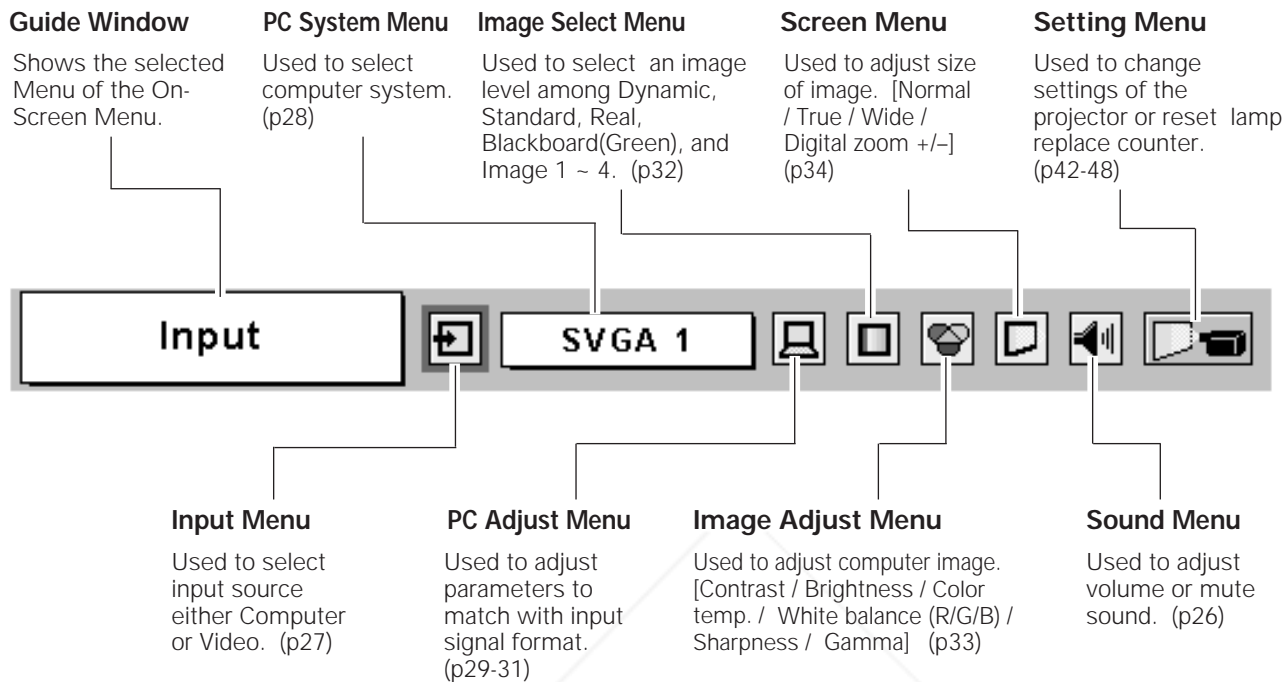 Guide Window
Shows the selected
Menu of the On-
Screen Menu.
PC System Menu
Used to select
computer system.
(p28)
Image Select Menu
Used to select an image
level among Dynamic,
Standard, Real,
Blackboard(Green), and
Image 1 ~ 4. (p32)
Screen Menu
Used to adjust size
of image. [Normal
/ True / Wide /
Digital zoom +/–]
(p34)
Setting Menu
Used to change
settings of the
projector or reset lamp
replace counter.
(p42-48)
Input
SVGA 1
Input Menu
Used to select
input source
either Computer
or Video. (p27)
PC Adjust Menu
Used to adjust
parameters to
match with input
signal format.
(p29-31)
Image Adjust Menu
Used to adjust computer image.
[Contrast / Brightness / Color
temp. / White balance (R/G/B) /
Sharpness / Gamma] (p33)
Sound Menu
Used to adjust
volume or mute
sound. (p26)